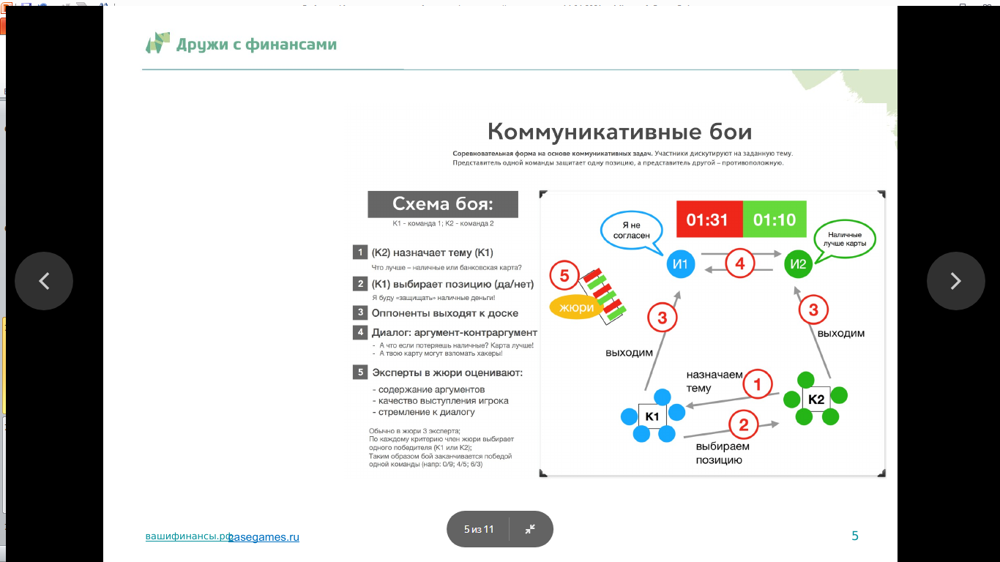 Дружи с финансами
Коммуникативные бои
Соревновательная форма на основе коммуникативных задач. Участники дискутируют на заданную тему.
Представитель одной команды защитает одну позицию, а представитель другой – противоположную.
Схема боя:
К1 - команда 1; К2 - команда 2
1 (К2) назначает тему (К1)
Что лучше – наличные или банковская карта?
2 (К1) выбирает позицию (да/нет)
Я буду «защищать» наличные деньги!
3 Оппоненты выходят к доске
4 Диалог: аргумент-контраргумент
- А что если потеряешь наличные? Карта лучше!
- А твою карту могут взломать хакеры!
5 Эксперты в жюри оценивают:
- содержание аргументов
- качество выступления игрока
- стремление к диалогу
Обычно в жюри 3 эксперта;
По каждому критерию член жюри выбирает
одного победителя (К1 или К2);
Таким образом бой заканчивается победой
одной команды (напр: 0/9; 4/5; 6/3)
01:31 01:10
Я не
согласен
Наличные
лучше карты
И1
4
И2
5
жюри
3
3
выходим
выходим
назначаем
тему
1
К1
К2
2
выбираем
позицию
5 из 11
вашифинансы.рф
casegames.ru
5